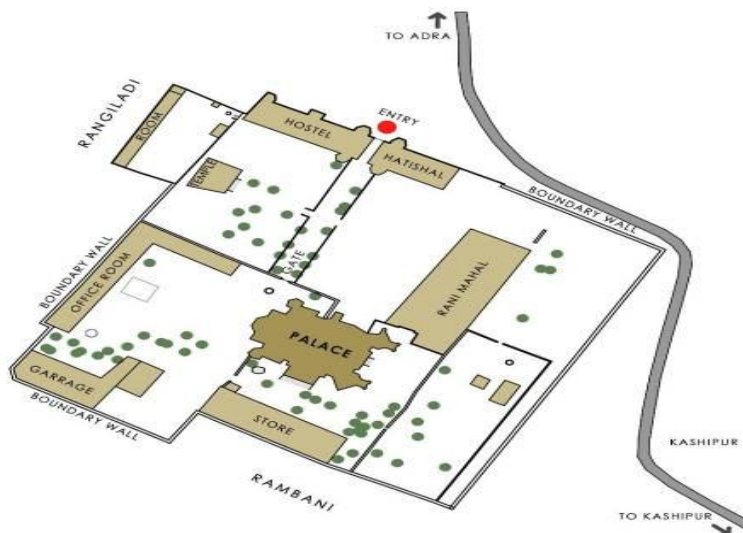 TO ADRA
RANGILADI
ROOM
HOSTEL
ENTRY
HATISHAL
TEMPLE
BOUNDARY WALL
BOUNDARY WALL
OFFICE ROOM
GATE
RANI MAHAL
PALACE
GARRAGE
BOUNDARY WALL
STORE
RAMBANI
KASHIPUR
TO KASHIPUR